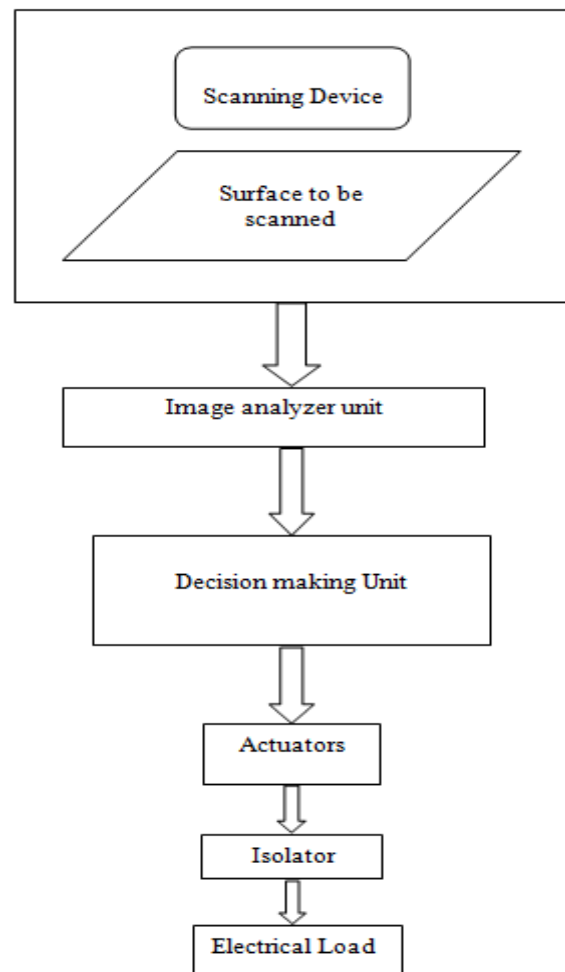 Scanning Device
Surface to be
scanned
Image analyzer unit
Decision making Unit
Actuators
Isolator
Electrical Load